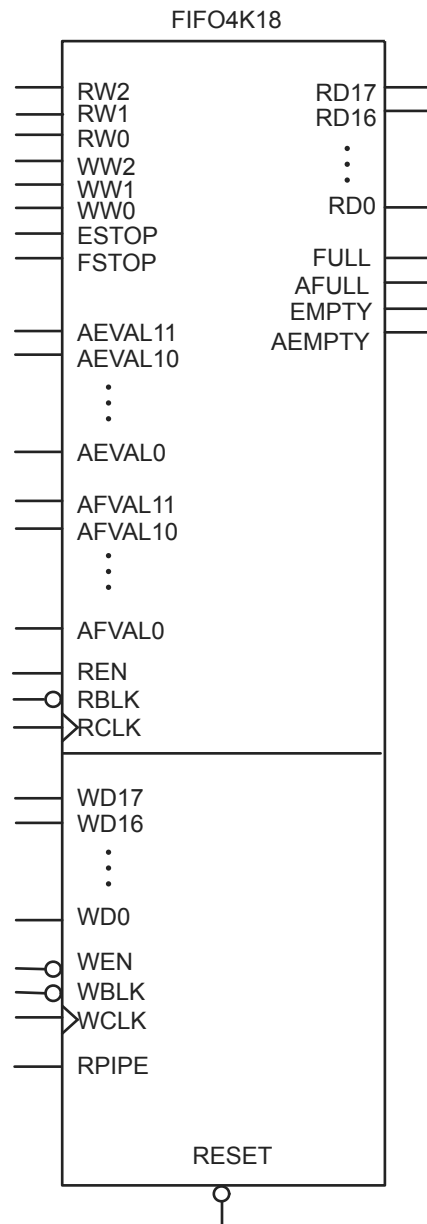 FIFO4K18
RW2
RW1
RW0
WW2
WW1
WW0
ESTOP
FSTOP
AEVAL11
AEVAL10
AEVAL0
AFVAL11
AFVAL10
AFVAL0
REN
RBLK
RCLK
RD17
RD16
RD0
FULL
AFULL
EMPTY
AEMPTY
WD17
WD16
WD0
WEN
WBLK
WCLK
RPIPE
RESET